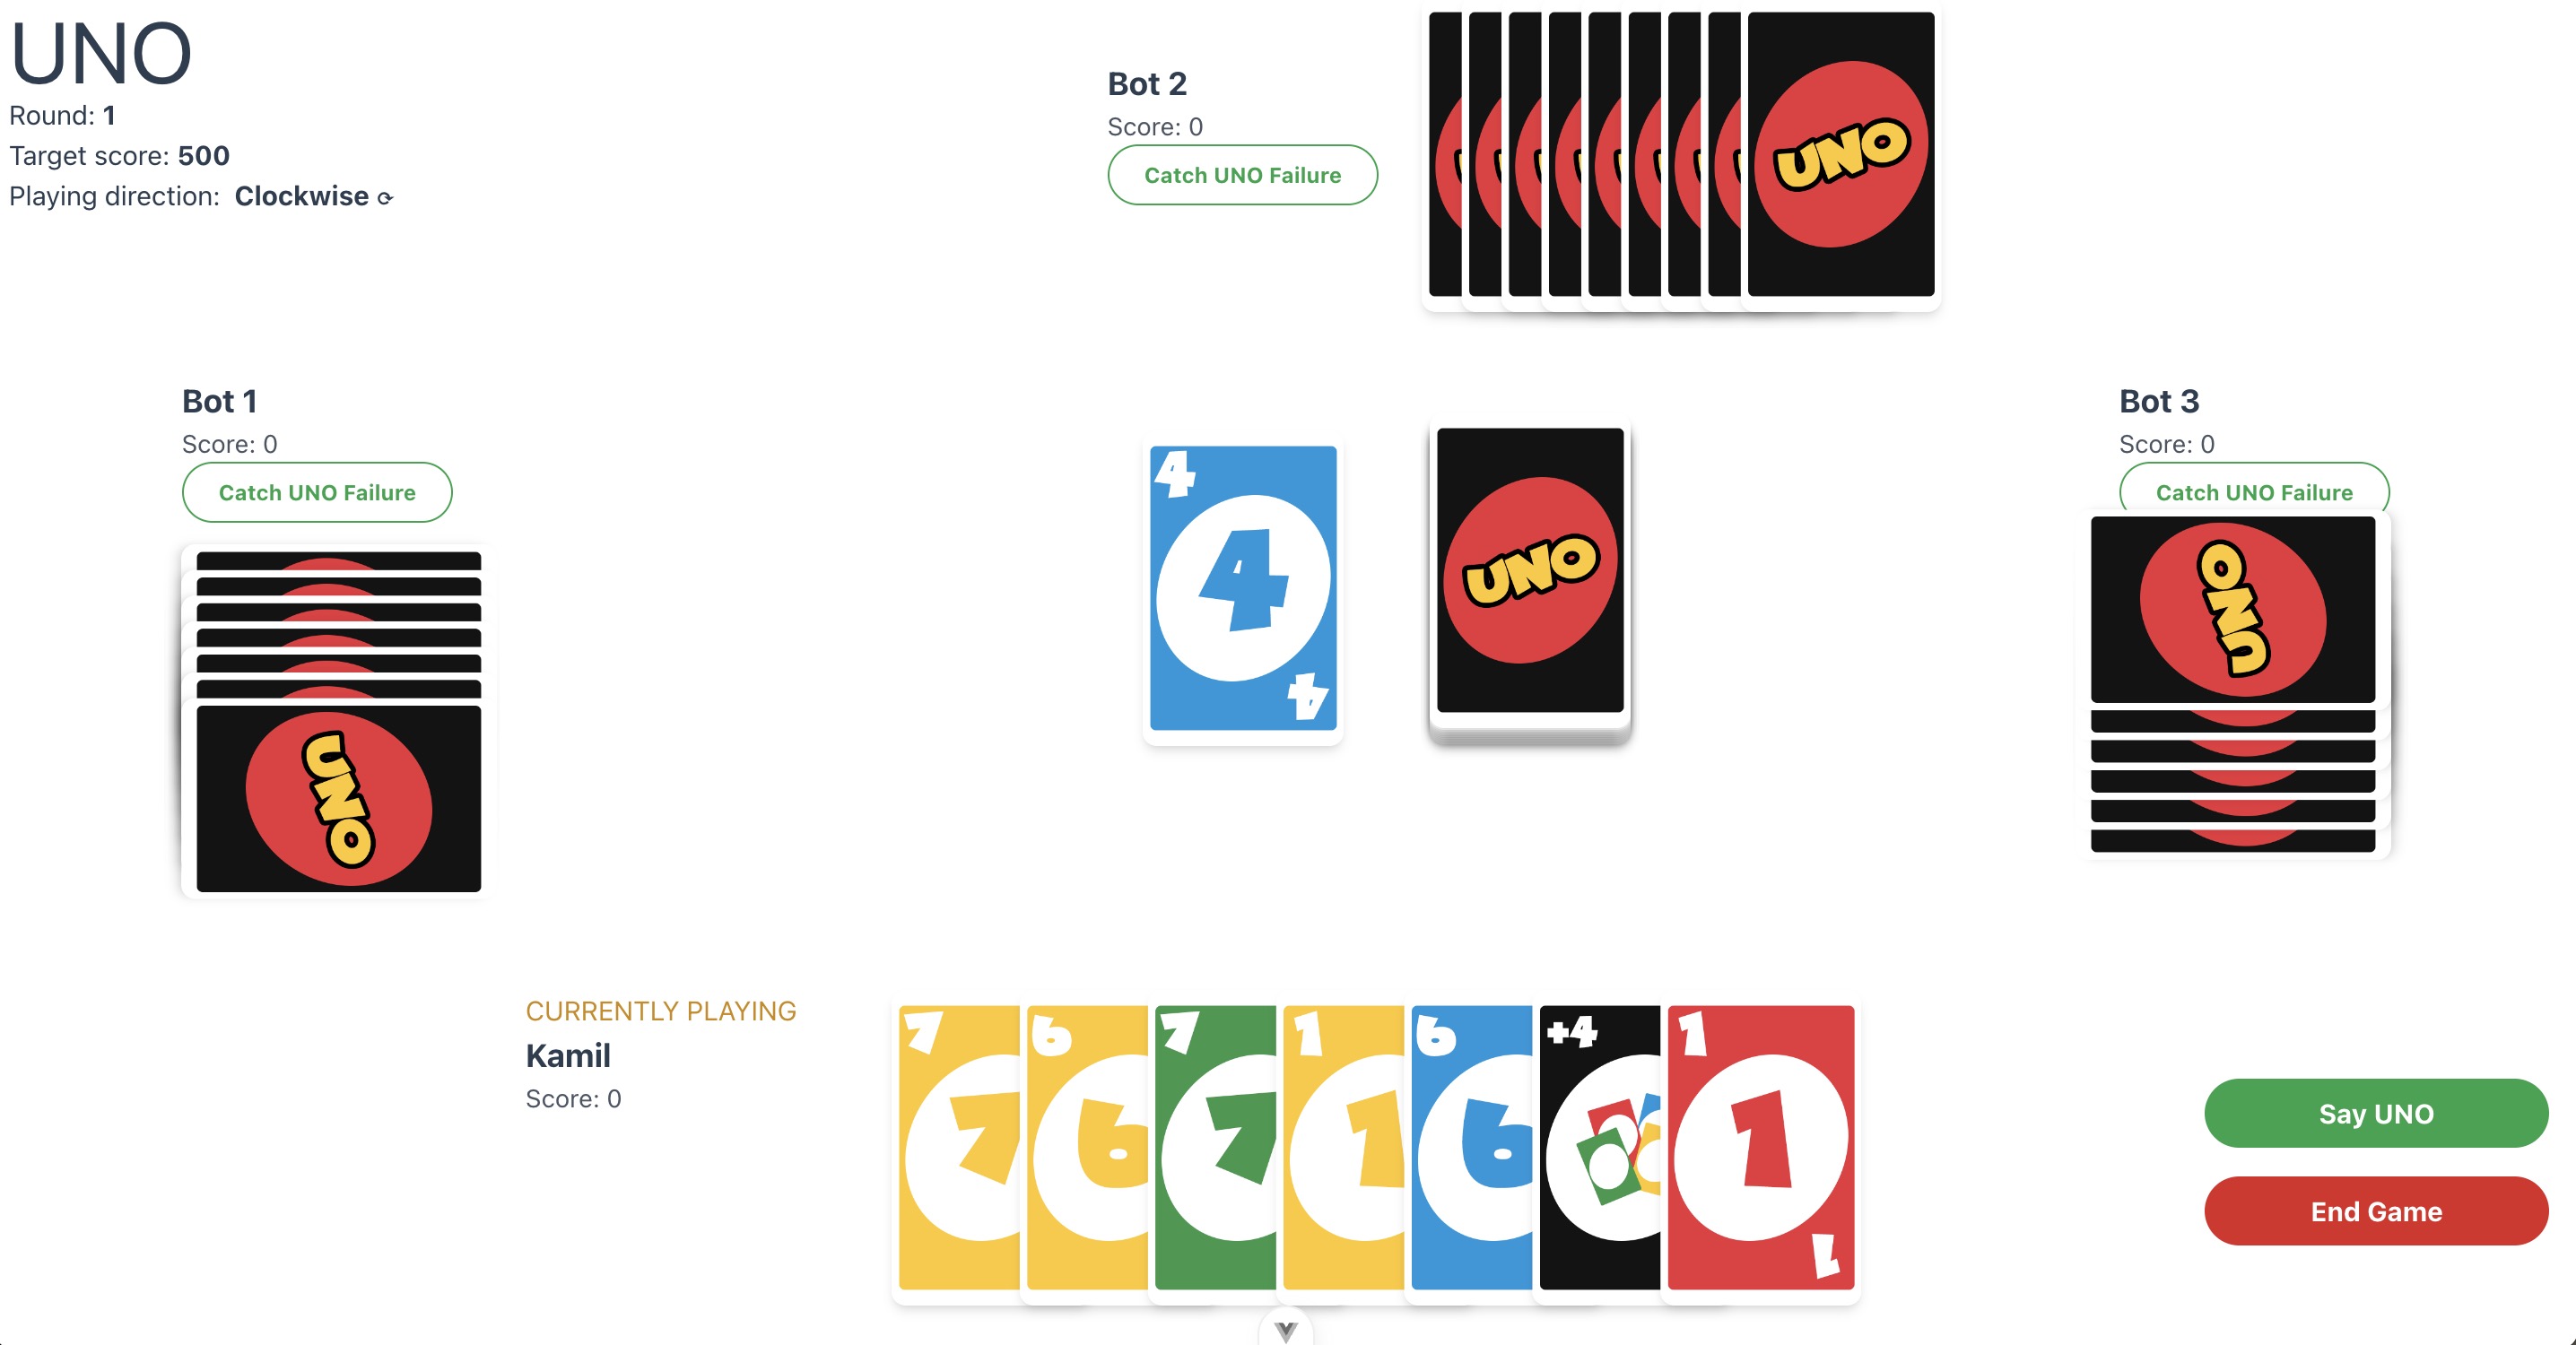 UNO
Round: 1
Target score: 500
Playing direction: Clockwise ⟳
Bot 2
Score: 0
Catch UNO Failure
UNO
Bot 1
Score: 0
Catch UNO Failure
UNO
4
4
4
UNO
Bot 3
Score: 0
Catch UNO Failure
UNO
CURRENTLY PLAYING
Kamil
Score: 0
7
7
6
6
7
7
1
1
6
6
+4
1
1
1
Say UNO
End Game